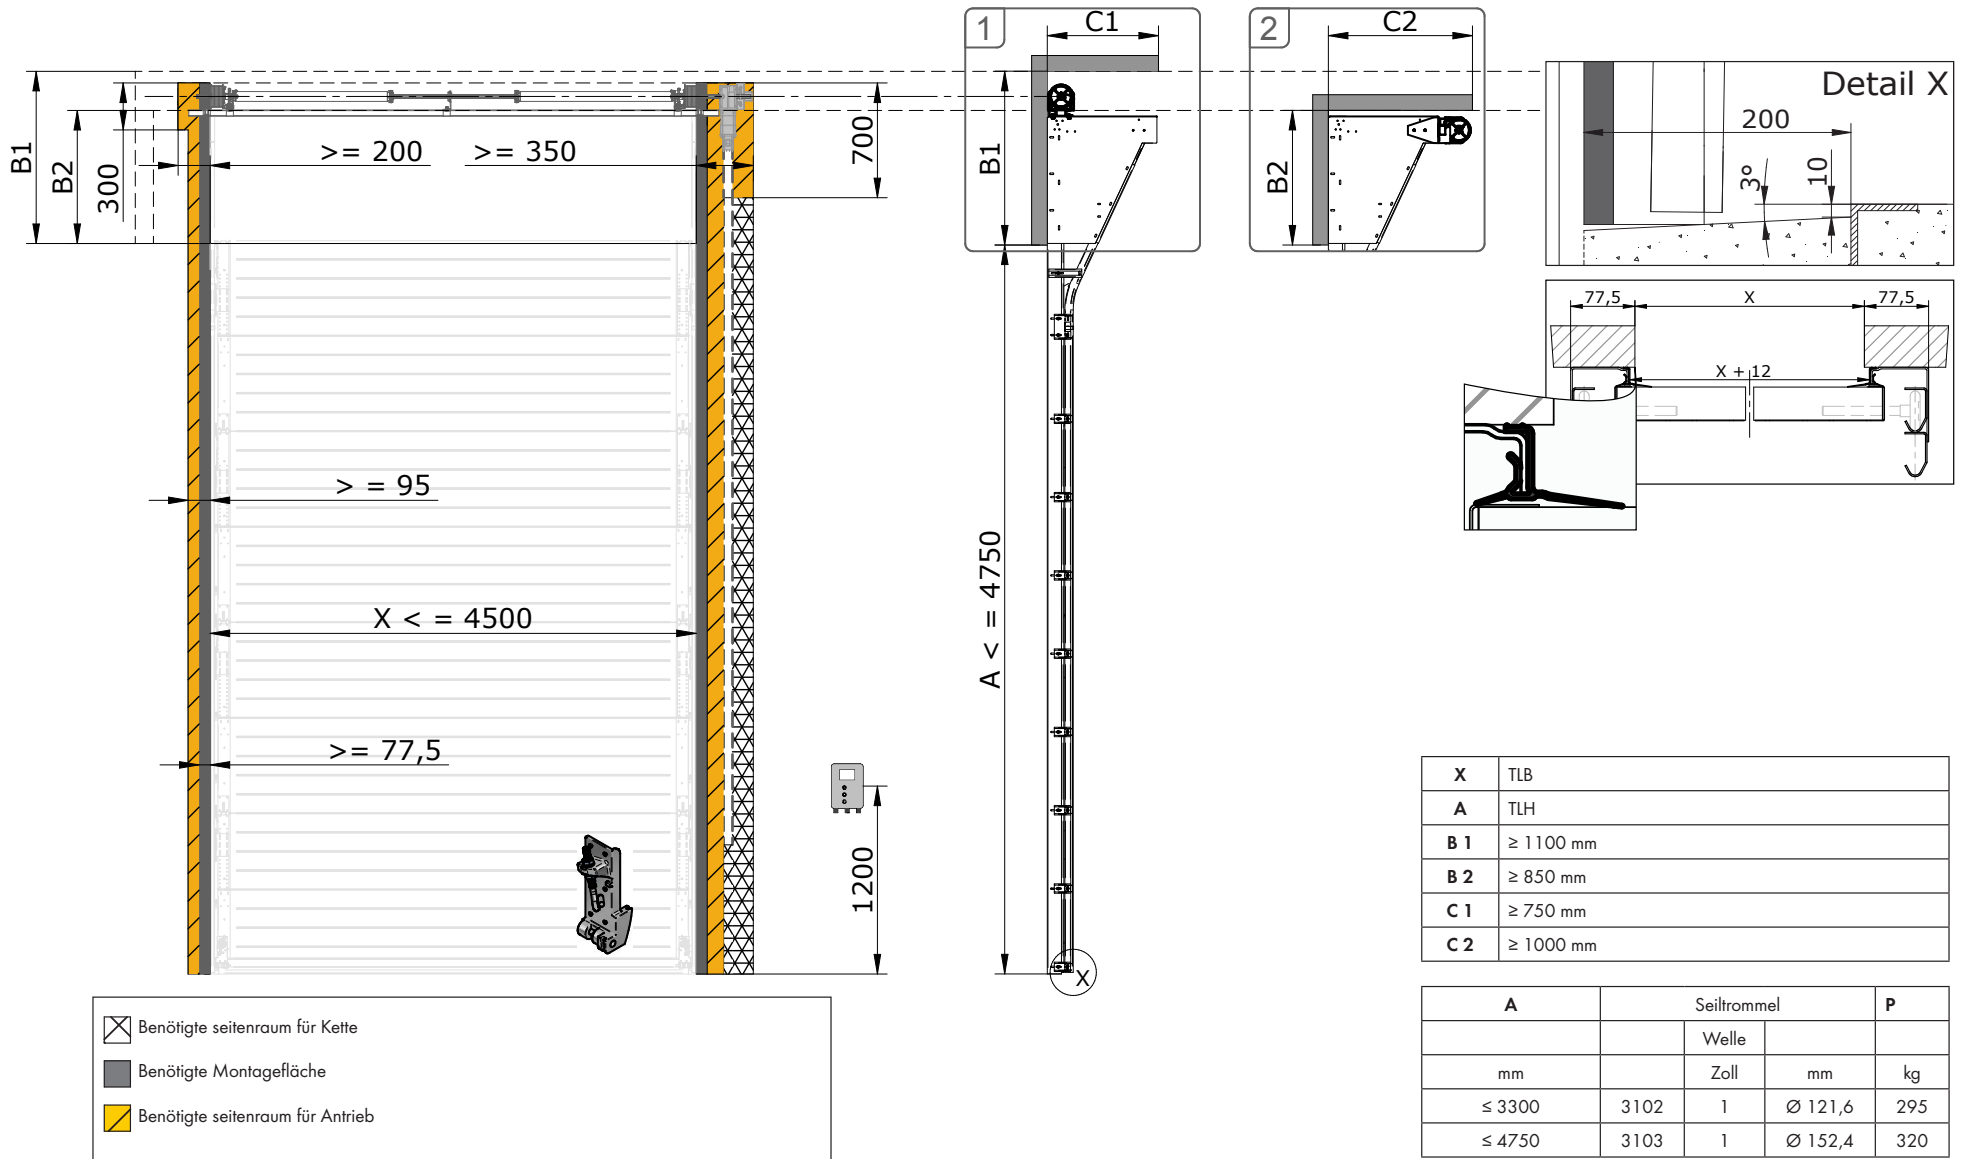 1
C1
2
C2
B1
B2
300
>= 200
>= 350
700
B1
B2
Detail X
200
3°
10
77,5
X
77,5
X + 12
> = 95
X < = 4500
>= 77,5
A < = 4750
1200
X
X TLB
A TLH
B 1 ≥ 1100 mm
B 2 ≥ 850 mm
C 1 ≥ 750 mm
C 2 ≥ 1000 mm
A Seiltrommel P
Welle
mm Zoll mm kg
≤ 3300 3102 1 Ø 121,6 295
≤ 4750 3103 1 Ø 152,4 320
Benötigte seitenraum für Kette
Benötigte Montagefläche
Benötigte seitenraum für Antrieb